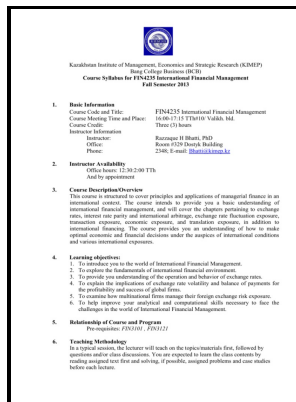 Kazakhstan Institute of Management, Economics and Strategic Research (KIMEP)
Bang College Business (BCB)
Course Syllabus for FIN4235 International Financial Management
Fall Semester 2013
1. Basic Information
Course Code and Title: FIN4235 International Financial Management
Course Meeting Time and Place: 16:00-17:15 TTh#10/ Valikh. bld.
Course Credit: Three (3) hours
Instructor Information
Instructor: Razzaque H Bhatti, PhD
Office: Room #329 Dostyk Building
Phone: 2348; E-mail: Bhatti@kimep.kz
2. Instructor Availability
Office hours: 12:30-2:00 TTh
And by appointment
3. Course Description/Overview
This course is structured to cover principles and applications of managerial finance in an
international context. The course intends to provide you a basic understanding of
international financial management, and will cover the chapters pertaining to exchange
rates, interest rate parity and international arbitrage, exchange rate fluctuation exposure,
transaction exposure, economic exposure, and translation exposure, in addition to
international financing. The course provides you an understanding of how to make
optimal economic and financial decisions under the auspices of international conditions
and various international exposures.
4. Learning objectives:
1. To introduce you to the world of International Financial Management.
2. To explore the fundamentals of international financial environment.
3. To provide you understanding of the operation and behavior of exchange rates.
4. To explain the implications of exchange rate volatility and balance of payments for
the profitability and success of global firms.
5. To examine how multinational firms manage their foreign exchange risk exposure.
6. To help improve your analytical and computational skills necessary to face the
challenges in the world of International Financial Management.
5. Relationship of Course and Program
Pre-requisites: FIN3101 , FIN3121
6. Teaching Methodology
In a typical session, the lecturer will teach on the topics/materials first, followed by
questions and/or class discussions. You are expected to learn the class contents by
reading assigned text first and solving, if possible, assigned problems and case studies
before each lecture.